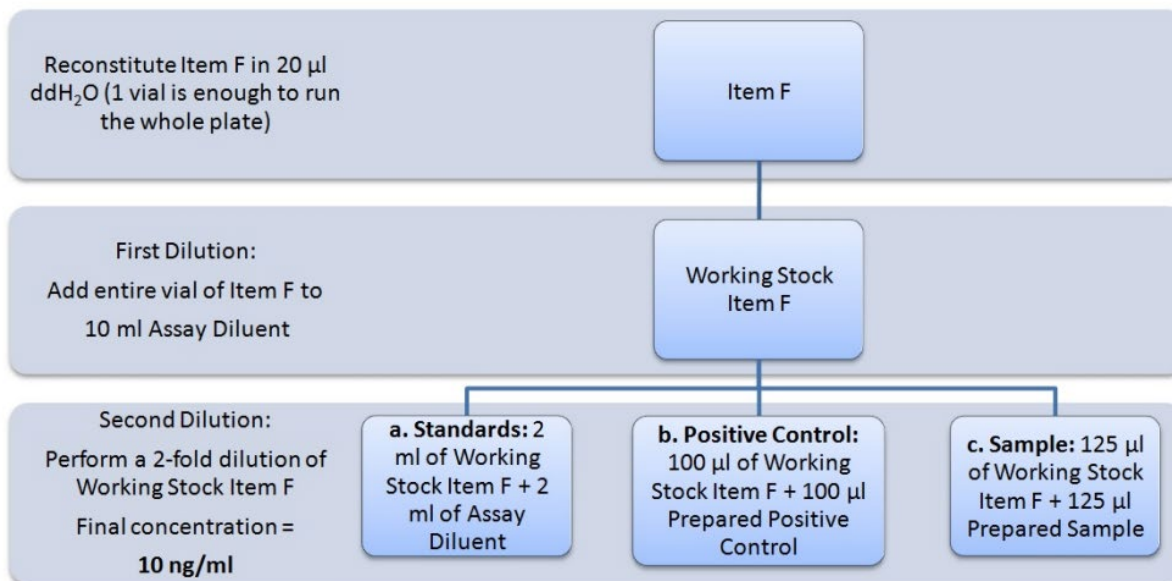 Reconstitute Item F in 20 µl
ddH₂O (1 vial is enough to run
the whole plate)
Item F
First Dilution:
Add entire vial of Item F to
10 ml Assay Diluent
Working Stock
Item F
Second Dilution:
Perform a 2-fold dilution of
Working Stock Item F
Final concentration =
10 ng/ml
a. Standards: 2
ml of Working
Stock Item F + 2
ml of Assay
Diluent
b. Positive Control:
100 µl of Working
Stock Item F + 100 µl
Prepared Positive
Control
c. Sample: 125 µl
of Working Stock
Item F + 125 µl
Prepared Sample